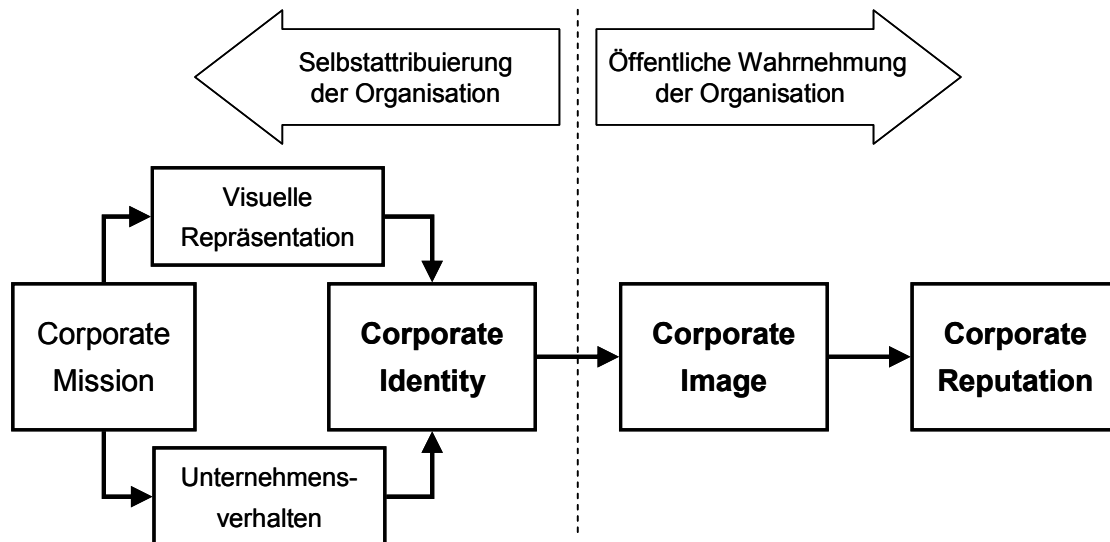 Selbstattribuierung
der Organisation
Öffentliche Wahrnehmung
der Organisation
Visuelle
Repräsentation
Corporate
Mission
Corporate
Identity
Corporate
Image
Corporate
Reputation
Unternehmens-
verhalten